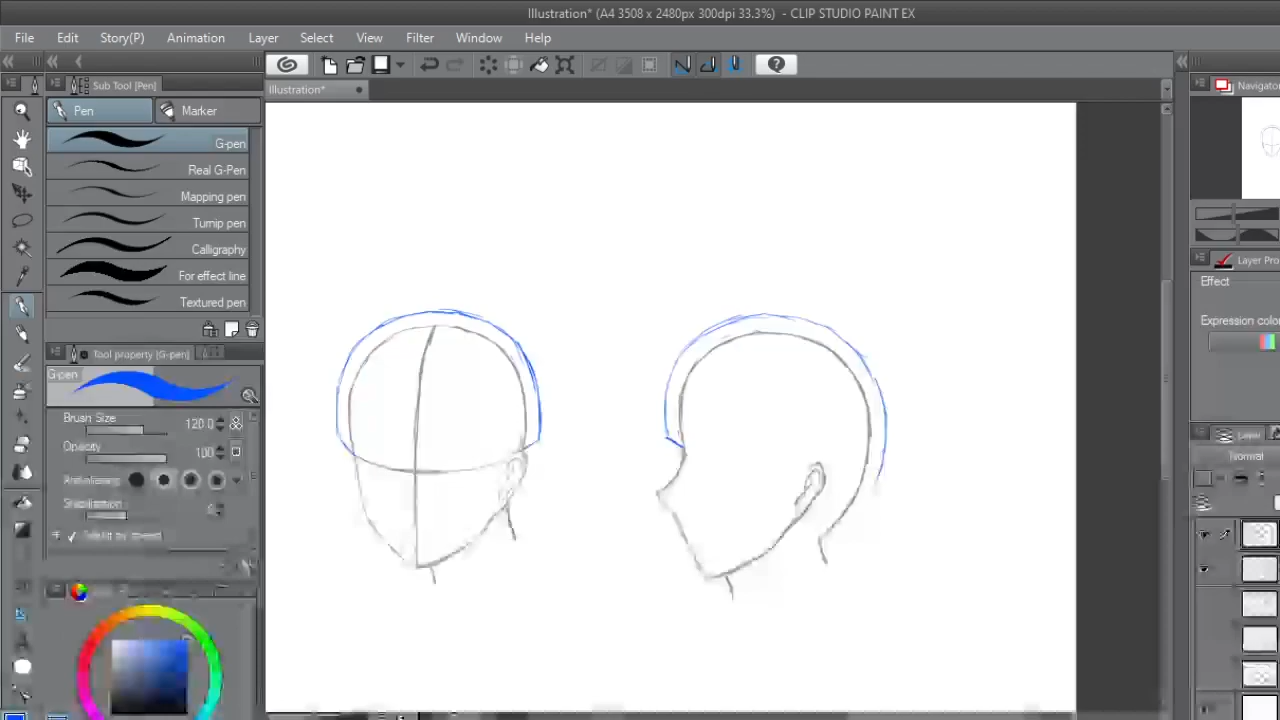 Illustration* (A4 3508 x 2480px 300dpi 33.3%) - CLIP STUDIO PAINT EX
File Edit Story(P) Animation Layer Select View Filter Window Help
Sub Tool [Pen]
Illustration*
Navigator
Pen Marker
G-pen
Real G-Pen
Mapping pen
Turnip pen
Calligraphy
For effect line
Textured pen
Layer Pro
Effect
Expression color
Tool property [G-pen]
G-pen
Brush Size 120.0
Opacity 100
Stabilization
Layer
Normal